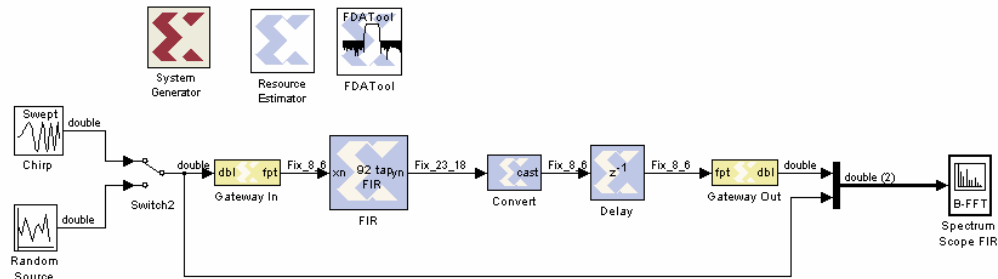 FDATool
System
Generator
Resource
Estimator
FDATool
Swept
double
Chirp
double
Switch2
dbl fpt
Gateway In
Fix_8_6
xn 92 tap yn
FIR
FIR
Fix_23_18
cast
Convert
Fix_8_6
z-1
Delay
Fix_8_6
fpt dbl
Gateway Out
double
double (2)
B-FFT
Spectrum
Scope FIR
double
Random
Source